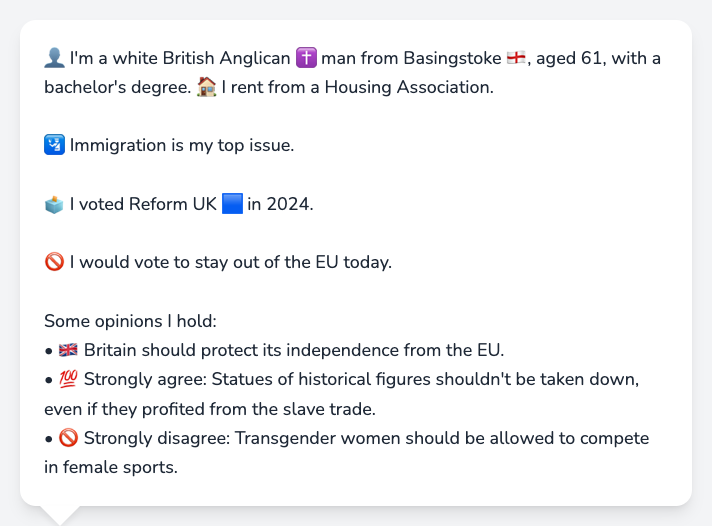 👤 I'm a white British Anglican ✝️ man from Basingstoke 🏴󠁧󠁢󠁥󠁮󠁧󠁿, aged 61, with a
bachelor's degree. 🏠 I rent from a Housing Association.
🛂 Immigration is my top issue.
🗳️ I voted Reform UK 🟦 in 2024.
🚫 I would vote to stay out of the EU today.
Some opinions I hold:
• 🇬🇧 Britain should protect its independence from the EU.
• 💯 Strongly agree: Statues of historical figures shouldn't be taken down,
even if they profited from the slave trade.
• 🚫 Strongly disagree: Transgender women should be allowed to compete
in female sports.